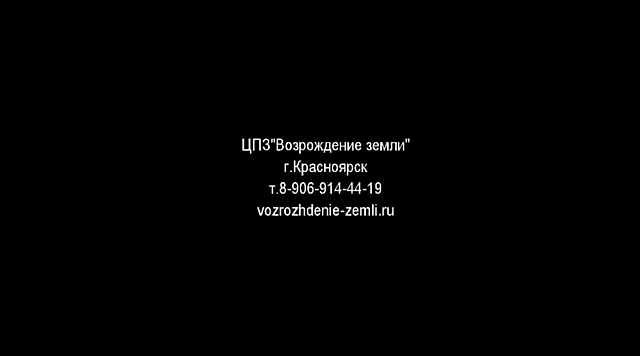 ЦПЗ"Возрождение земли"
г.Красноярск
т.8-906-914-44-19
vozrozhdenie-zemli.ru